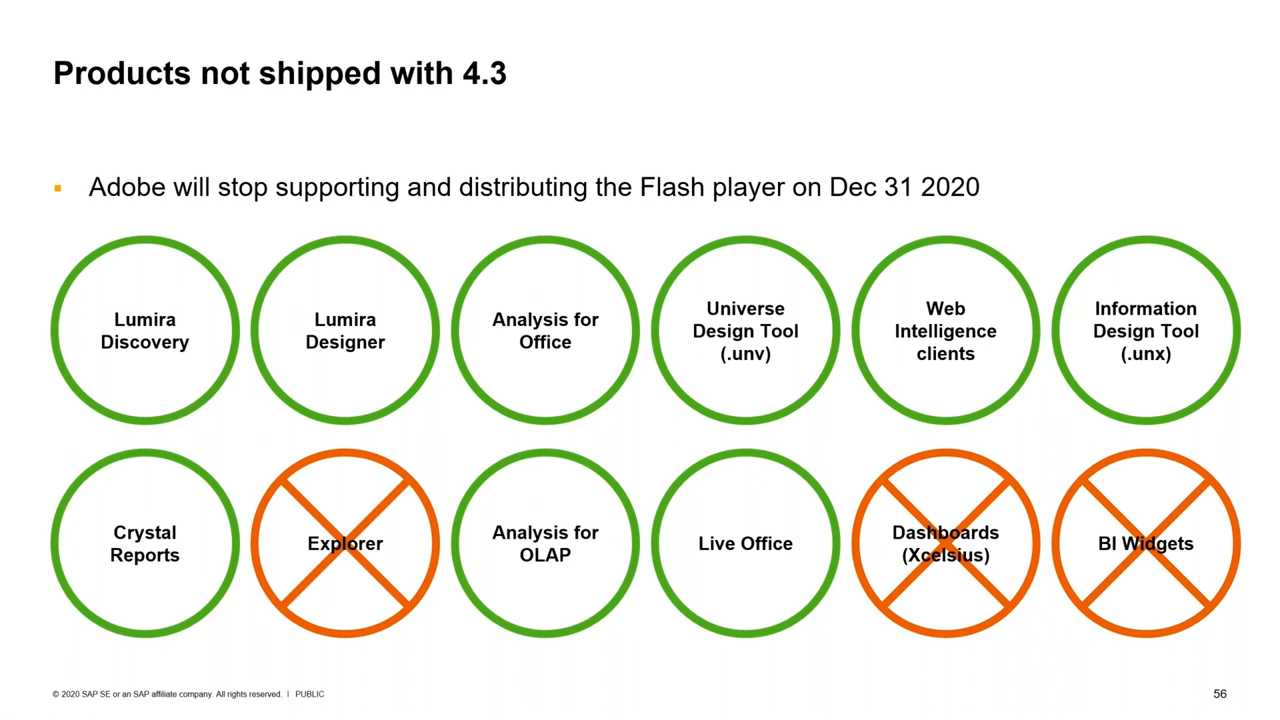 Products not shipped with 4.3
Adobe will stop supporting and distributing the Flash player on Dec 31 2020
Lumira
Discovery
Lumira
Designer
Analysis for
Office
Universe
Design Tool
(.unv)
Web
Intelligence
clients
Information
Design Tool
(.unx)
Crystal
Reports
Explorer
Analysis for
OLAP
Live Office
Dashboards
(Xcelsius)
BI Widgets
© 2020 SAP SE or an SAP affiliate company. All rights reserved. I PUBLIC
56